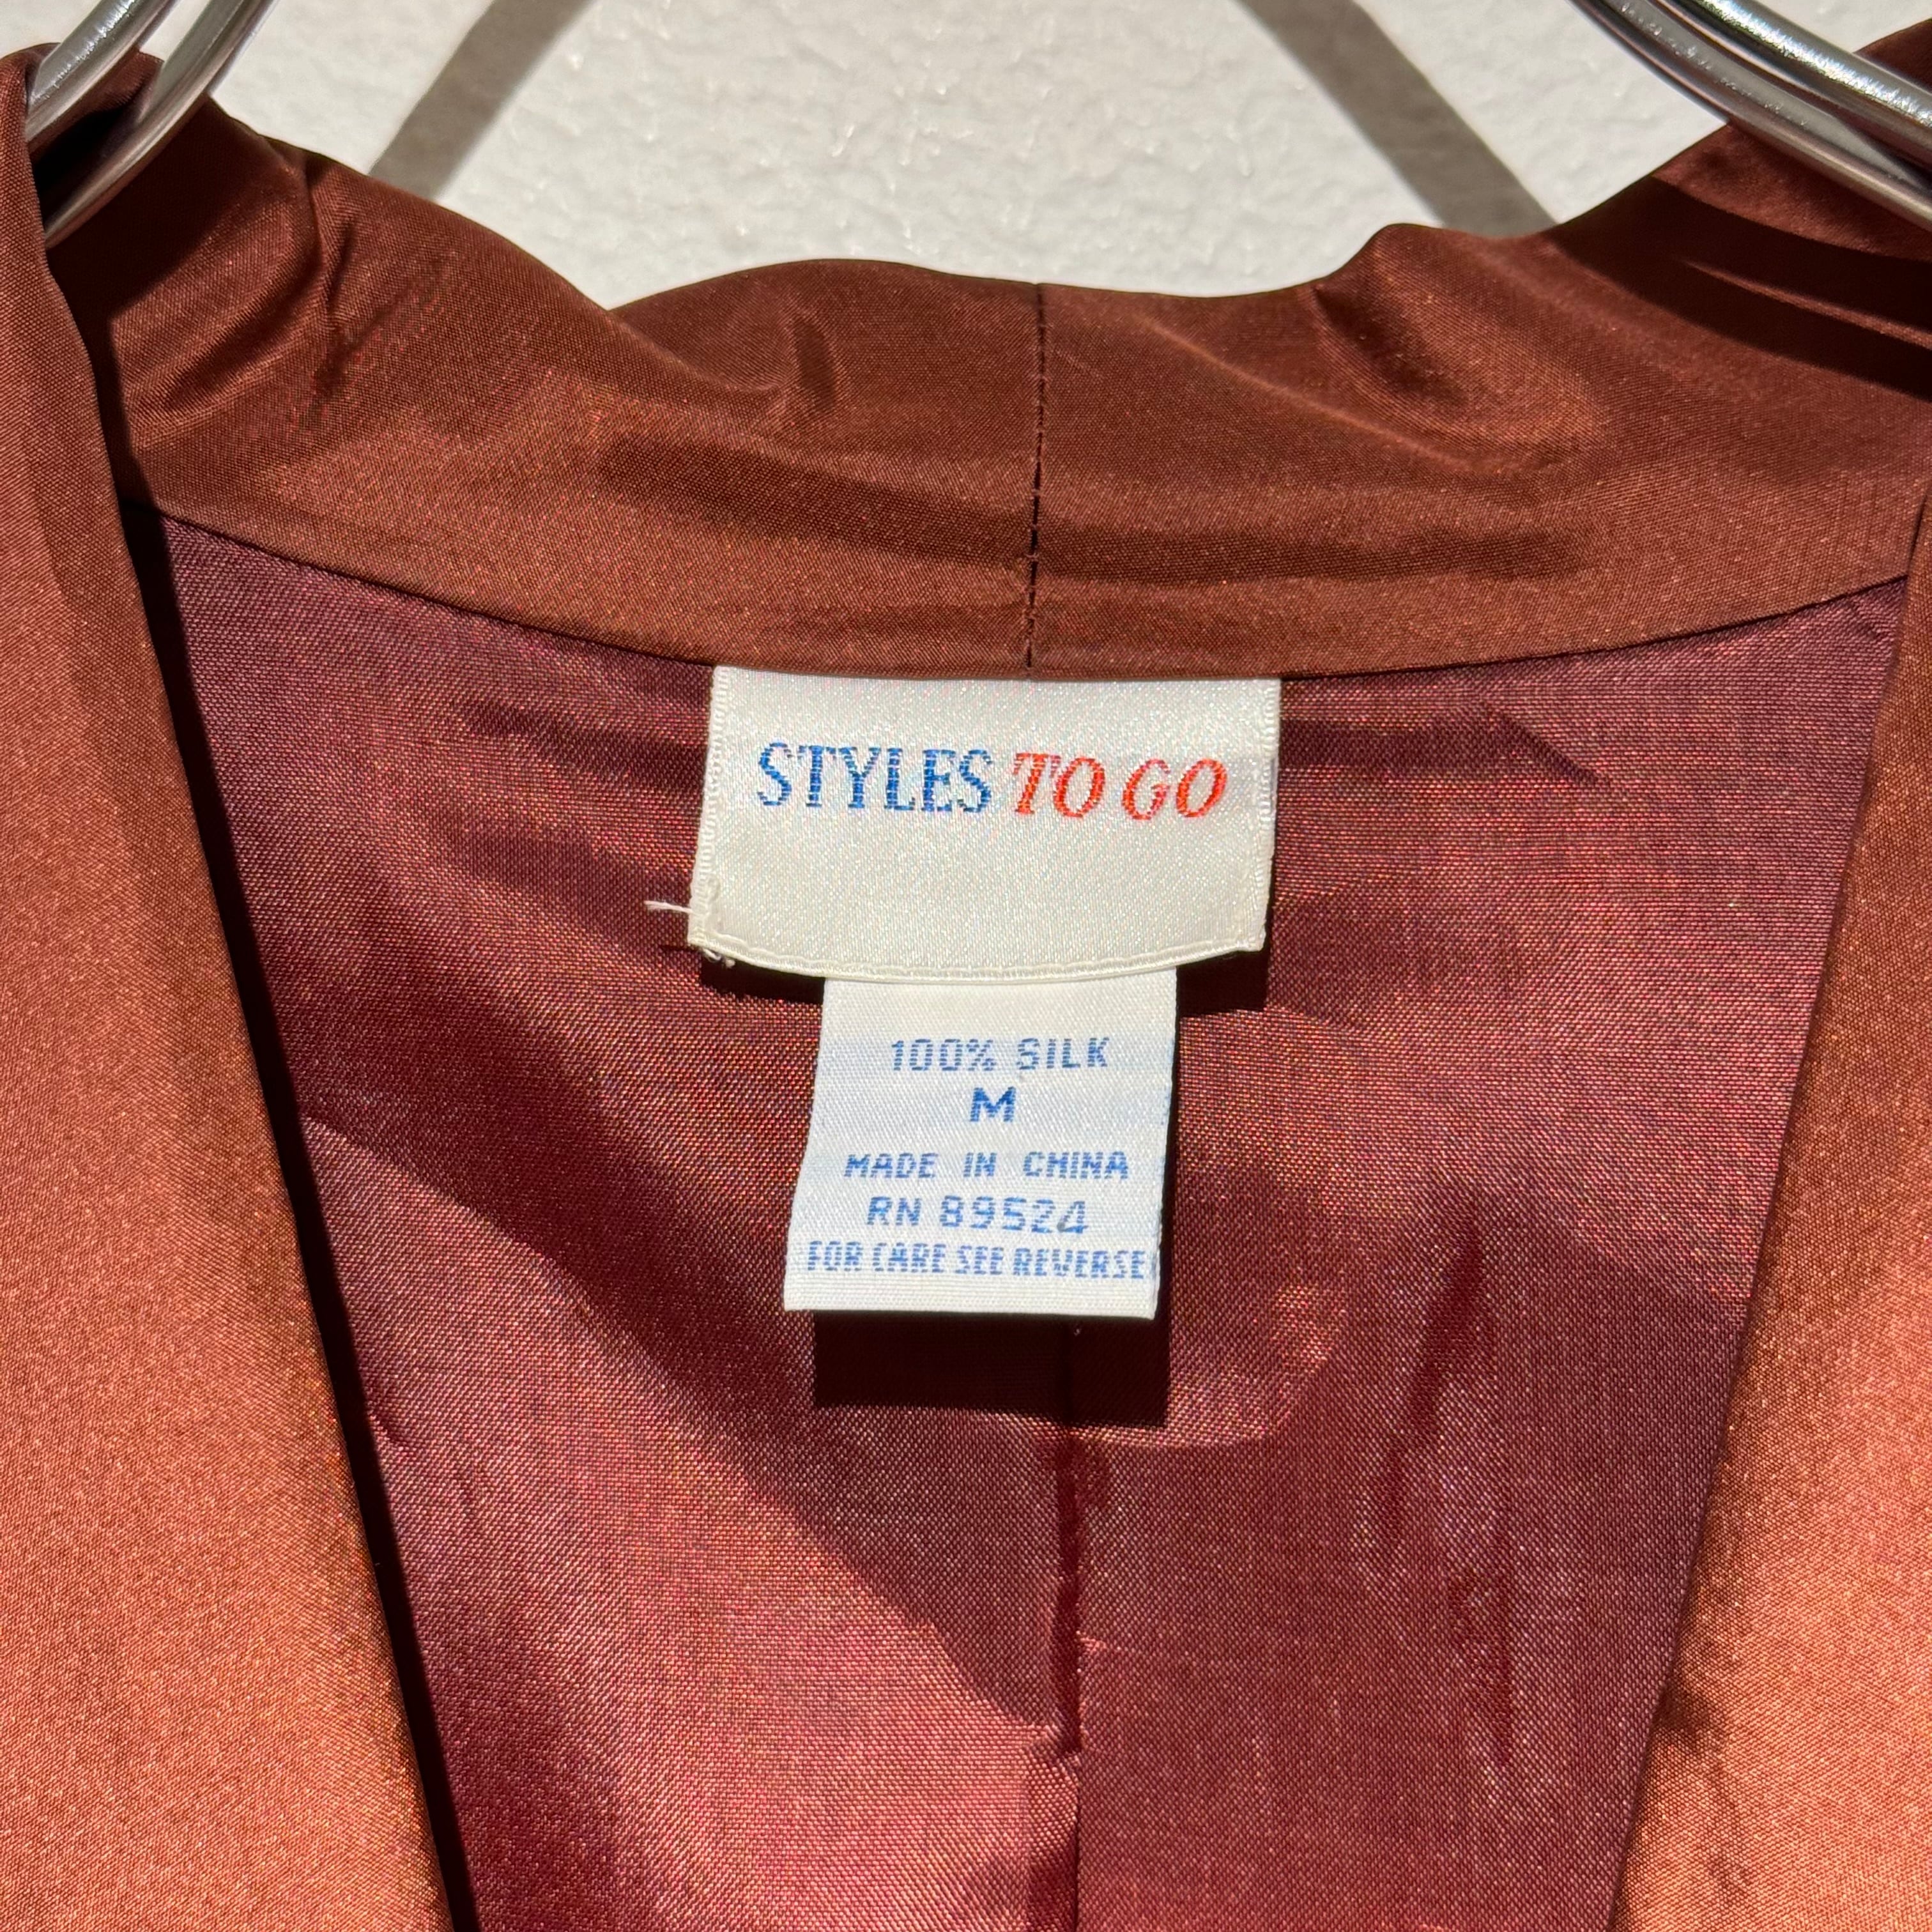 STYLES TO GO
100% SILK
M
MADE IN CHINA
RN 89524
FOR CARE SEE REVERSE